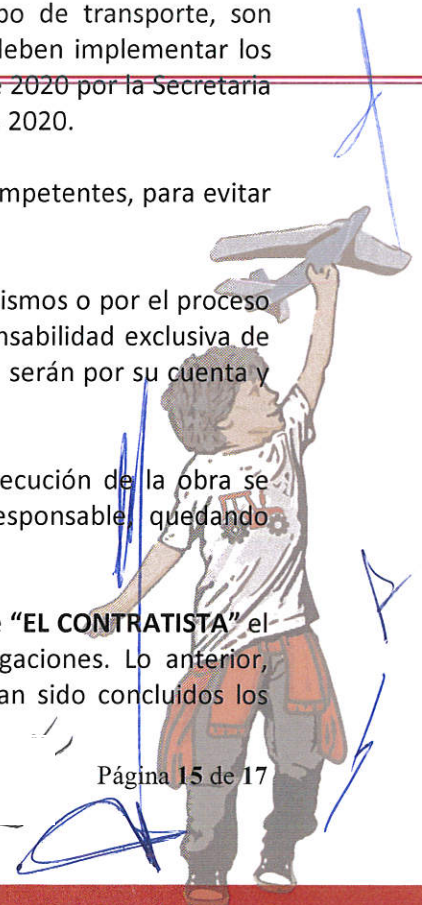 po de transporte, son
deben implementar los
e 2020 por la Secretaria
2020.
mpetentes, para evitar
ismos o por el proceso
nsabilidad exclusiva de
serán por su cuenta y
ecución de la obra se
esponsable, quedando
e “EL CONTRATISTA” el
gaciones. Lo anterior,
an sido concluidos los
Página 15 de 17